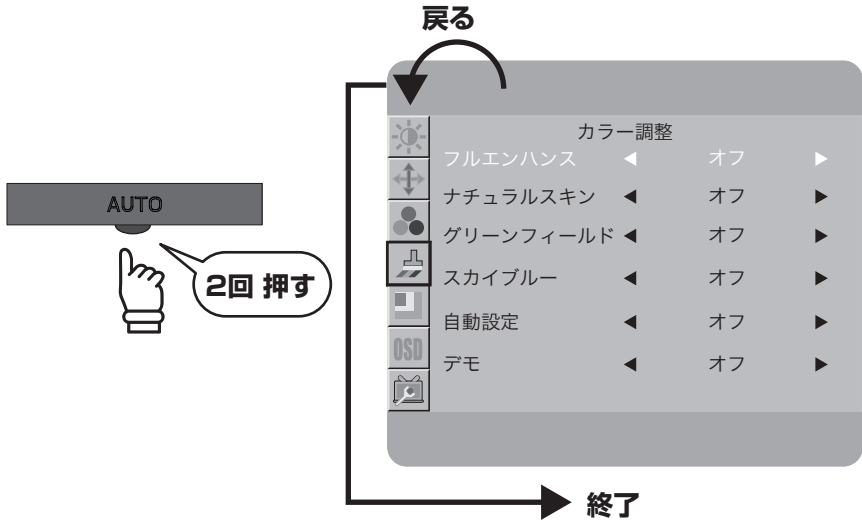 戻る
カラー調整
フルエンハンス ◀ オフ ▶
ナチュラルスキン ◀ オフ ▶
グリーンフィールド ◀ オフ ▶
スカイブルー ◀ オフ ▶
自動設定 ◀ オフ ▶
デモ ◀ オフ ▶
OSD
AUTO
2回 押す
終了